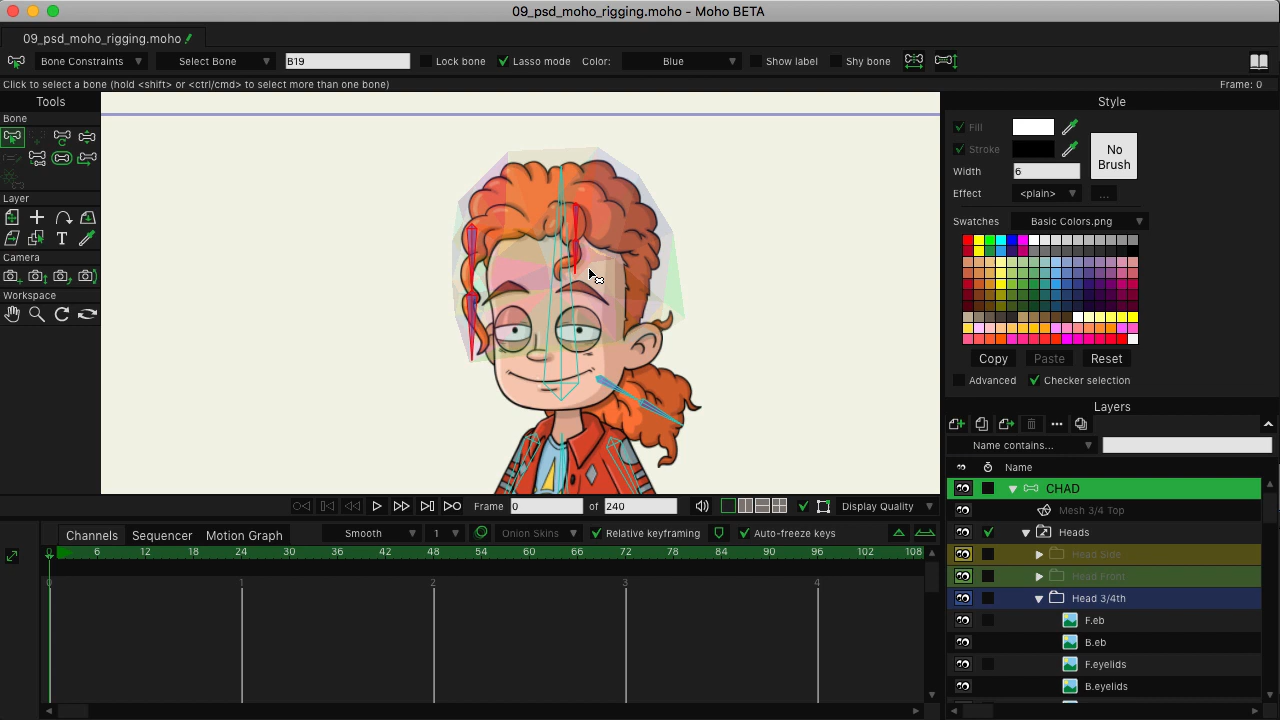 09_psd_moho_rigging.moho - Moho BETA
09_psd_moho_rigging.moho
Bone Constraints Select Bone B19 Lock bone Lasso mode Color: Blue Show label Shy bone
Click to select a bone (hold <shift> or <ctrl/cmd> to select more than one bone) Frame: 0
Tools
Bone
Layer
Camera
Workspace
Style
Fill
Stroke
No
Brush
Width 6
Effect <plain> ...
Swatches Basic Colors.png
Copy Paste Reset
Advanced Checker selection
Layers
Name contains...
Name
CHAD
Mesh 3/4 Top
Heads
Head Side
Head Front
Head 3/4th
F.eb
B.eb
F.eyelids
B.eyelids
Frame 0 of 240 Display Quality
Channels Sequencer Motion Graph Smooth 1 Onion Skins Relative keyframing Auto-freeze keys
0 6 12 18 24 30 36 42 48 54 60 66 72 78 84 90 96 102 108
0 1 2 3 4